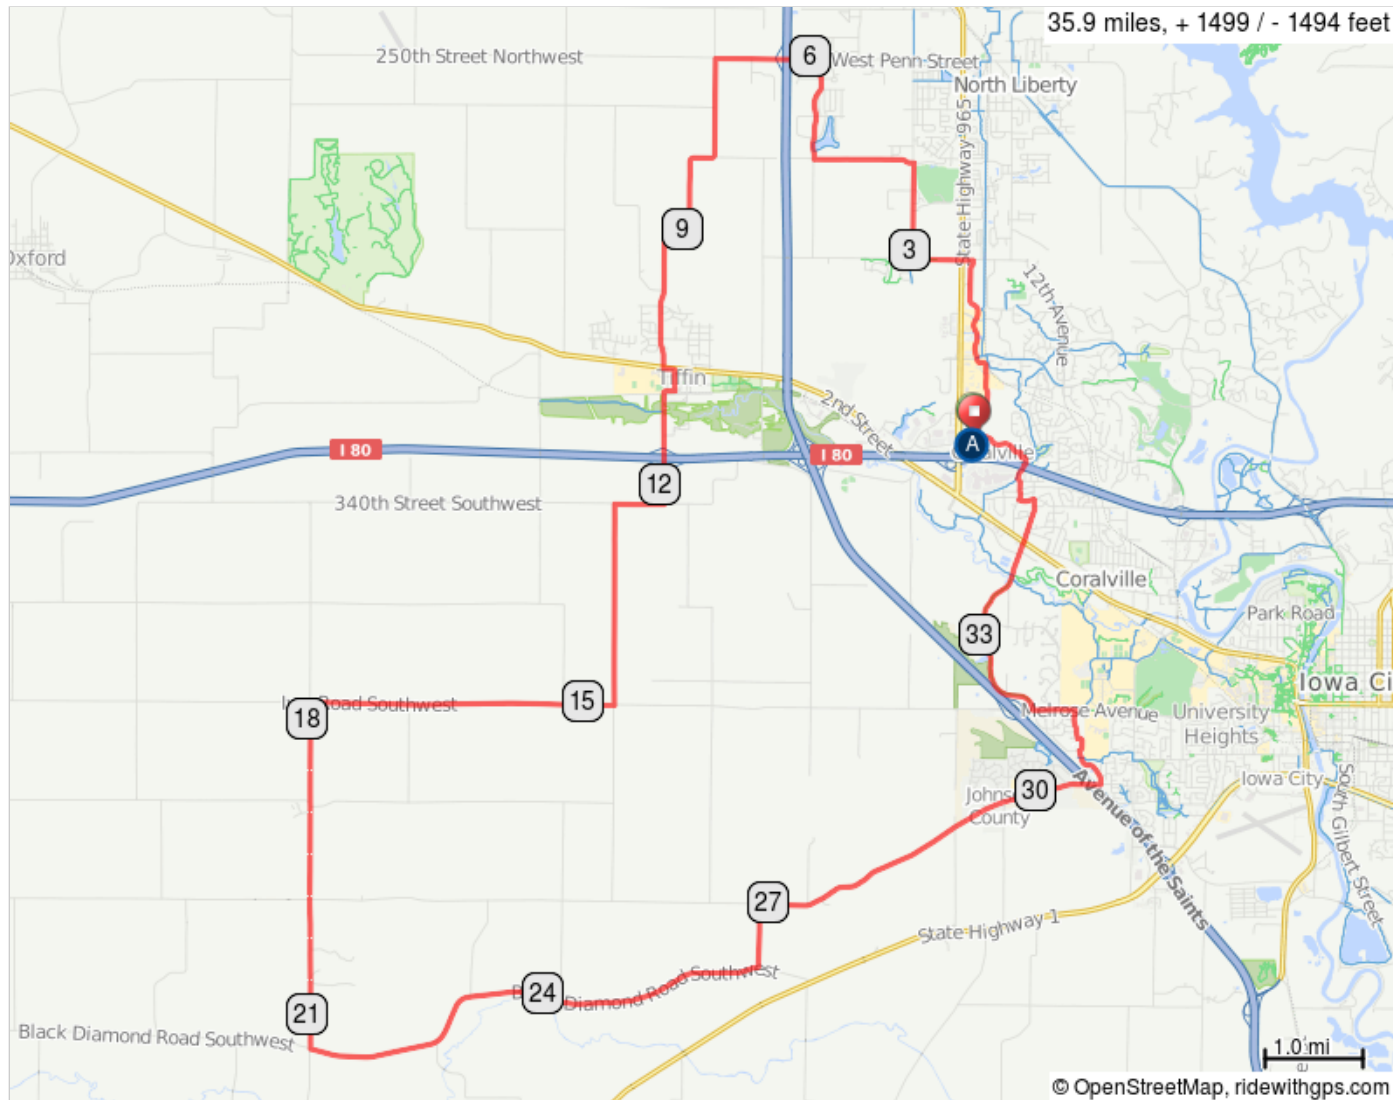 35.9 miles, + 1499 / - 1494 feet
250th Street Northwest
6
West Penn Street
North Liberty
State Highway 965
9
3
Oxford
12th Avenue
Tiffin
2nd Street
A
I 80
I 80
Coralville
12
340th Street Southwest
Coralville
Park Road
33
Iowa Ci
15
Road Southwest
18
Melrose Avenue
University
Heights
Iowa City
30
Johnson
County
Avenue of the Saints
South Gilbert Street
27
State Highway 1
24
Diamond Road Southwest
21
Black Diamond Road Southwest
1.0 mi
© OpenStreetMap, ridewithgps.com